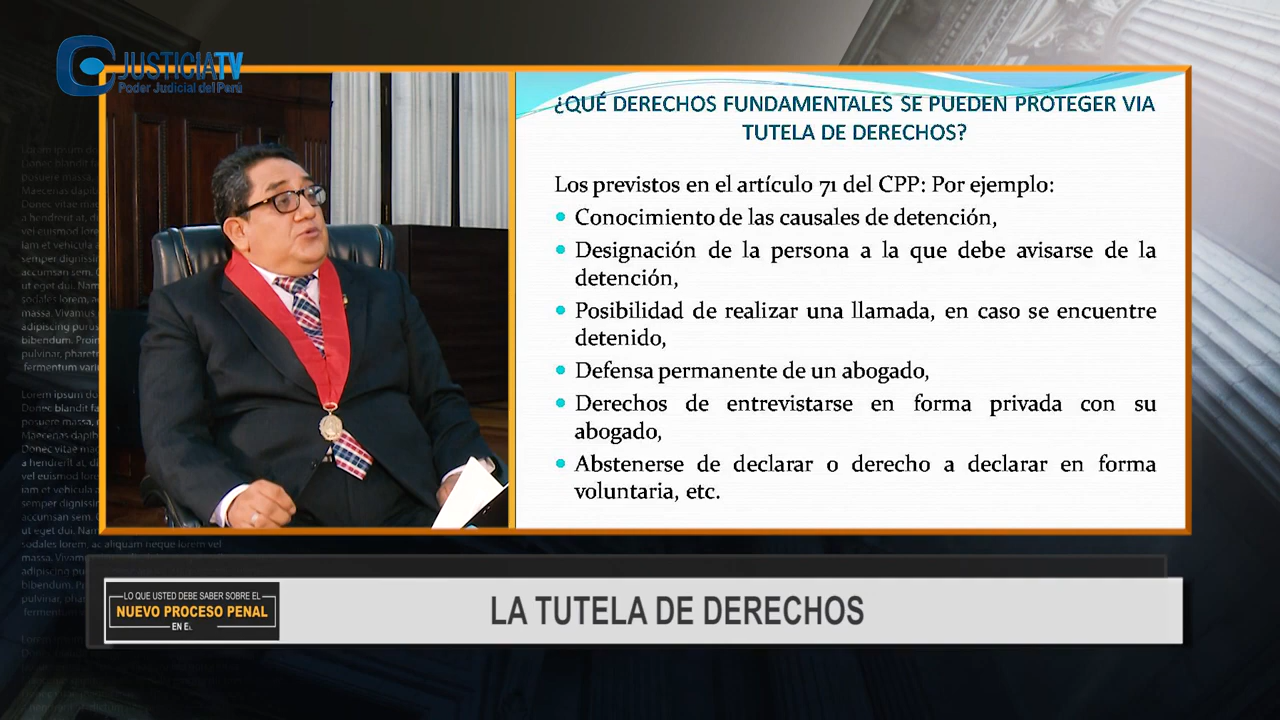 JUSTICIATV
Poder Judicial del Perú
¿QUÉ DERECHOS FUNDAMENTALES SE PUEDEN PROTEGER VIA
TUTELA DE DERECHOS?
Los previstos en el artículo 71 del CPP: Por ejemplo:
Conocimiento de las causales de detención,
Designación de la persona a la que debe avisarse de la
detención,
Posibilidad de realizar una llamada, en caso se encuentre
detenido,
Defensa permanente de un abogado,
Derechos de entrevistarse en forma privada con su
abogado,
Abstenerse de declarar o derecho a declarar en forma
voluntaria, etc.
LO QUE USTED DEBE SABER SOBRE EL
NUEVO PROCESO PENAL
EN
LA TUTELA DE DERECHOS